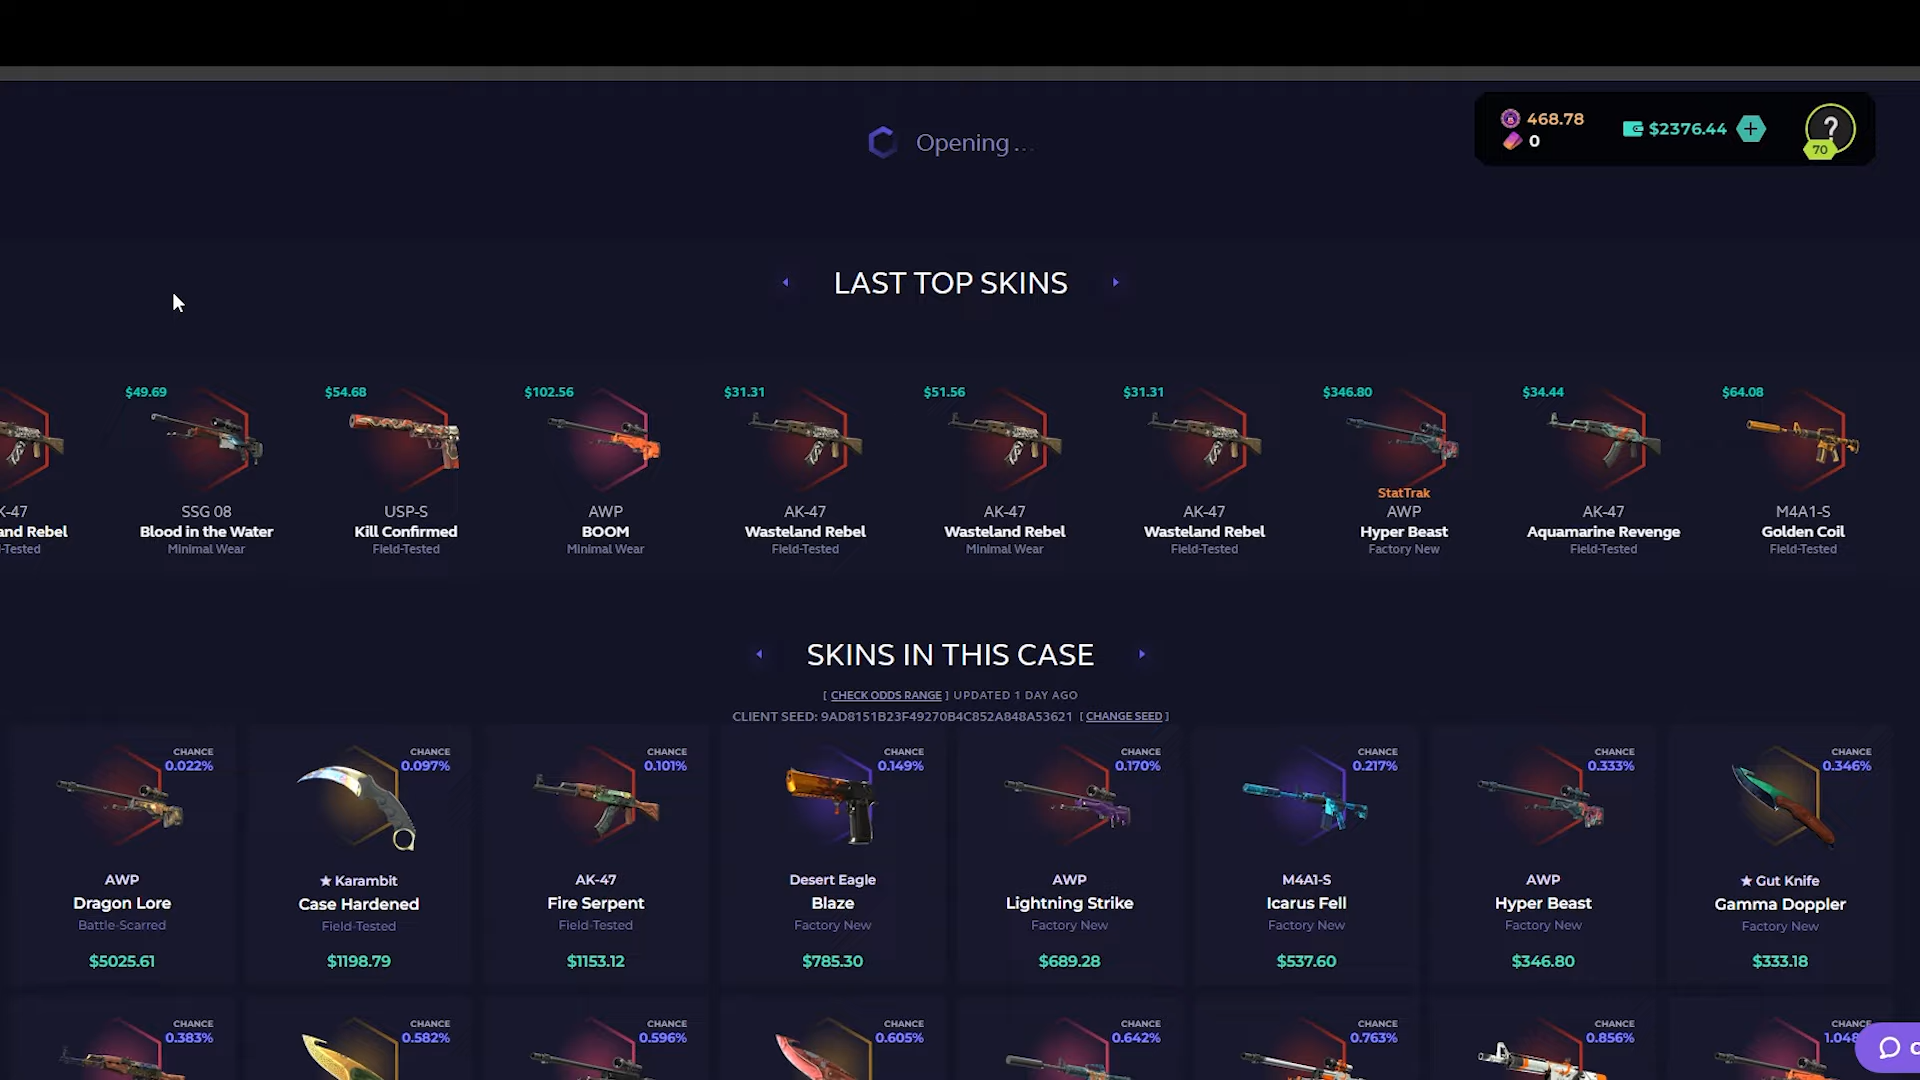 468.78
Opening ...
$2376.44
0
70
LAST TOP SKINS
$49.69 $54.68 $102.56 $31.31 $51.56 $31.31 $346.80 $34.44 $64.08
StatTrak
K-47 SSG 08 USP-S AWP AK-47 AK-47 AK-47 AWP AK-47 M4A1-S
and Rebel Blood in the Water Kill Confirmed BOOM Wasteland Rebel Wasteland Rebel Wasteland Rebel Hyper Beast Aquamarine Revenge Golden Coil
-Tested Minimal Wear Field-Tested Minimal Wear Field-Tested Minimal Wear Field-Tested Factory New Field-Tested Field-Tested
SKINS IN THIS CASE
[ CHECK ODDS RANGE ] UPDATED 1 DAY AGO
CLIENT SEED: 9AD8151B23F49270B4C852A848A53621 [ CHANGE SEED ]
CHANCE CHANCE CHANCE CHANCE CHANCE CHANCE CHANCE CHANCE
0.022% 0.097% 0.101% 0.149% 0.170% 0.217% 0.333% 0.346%
AWP ★ Karambit AK-47 Desert Eagle AWP M4A1-S AWP ★ Gut Knife
Dragon Lore Case Hardened Fire Serpent Blaze Lightning Strike Icarus Fell Hyper Beast Gamma Doppler
Battle-Scarred Field-Tested Field-Tested Factory New Factory New Factory New Factory New Factory New
$5025.61 $1198.79 $1153.12 $785.30 $689.28 $537.60 $346.80 $333.18
CHANCE CHANCE CHANCE CHANCE CHANCE CHANCE CHANCE CHANCE
0.383% 0.582% 0.596% 0.605% 0.642% 0.763% 0.856% 1.048